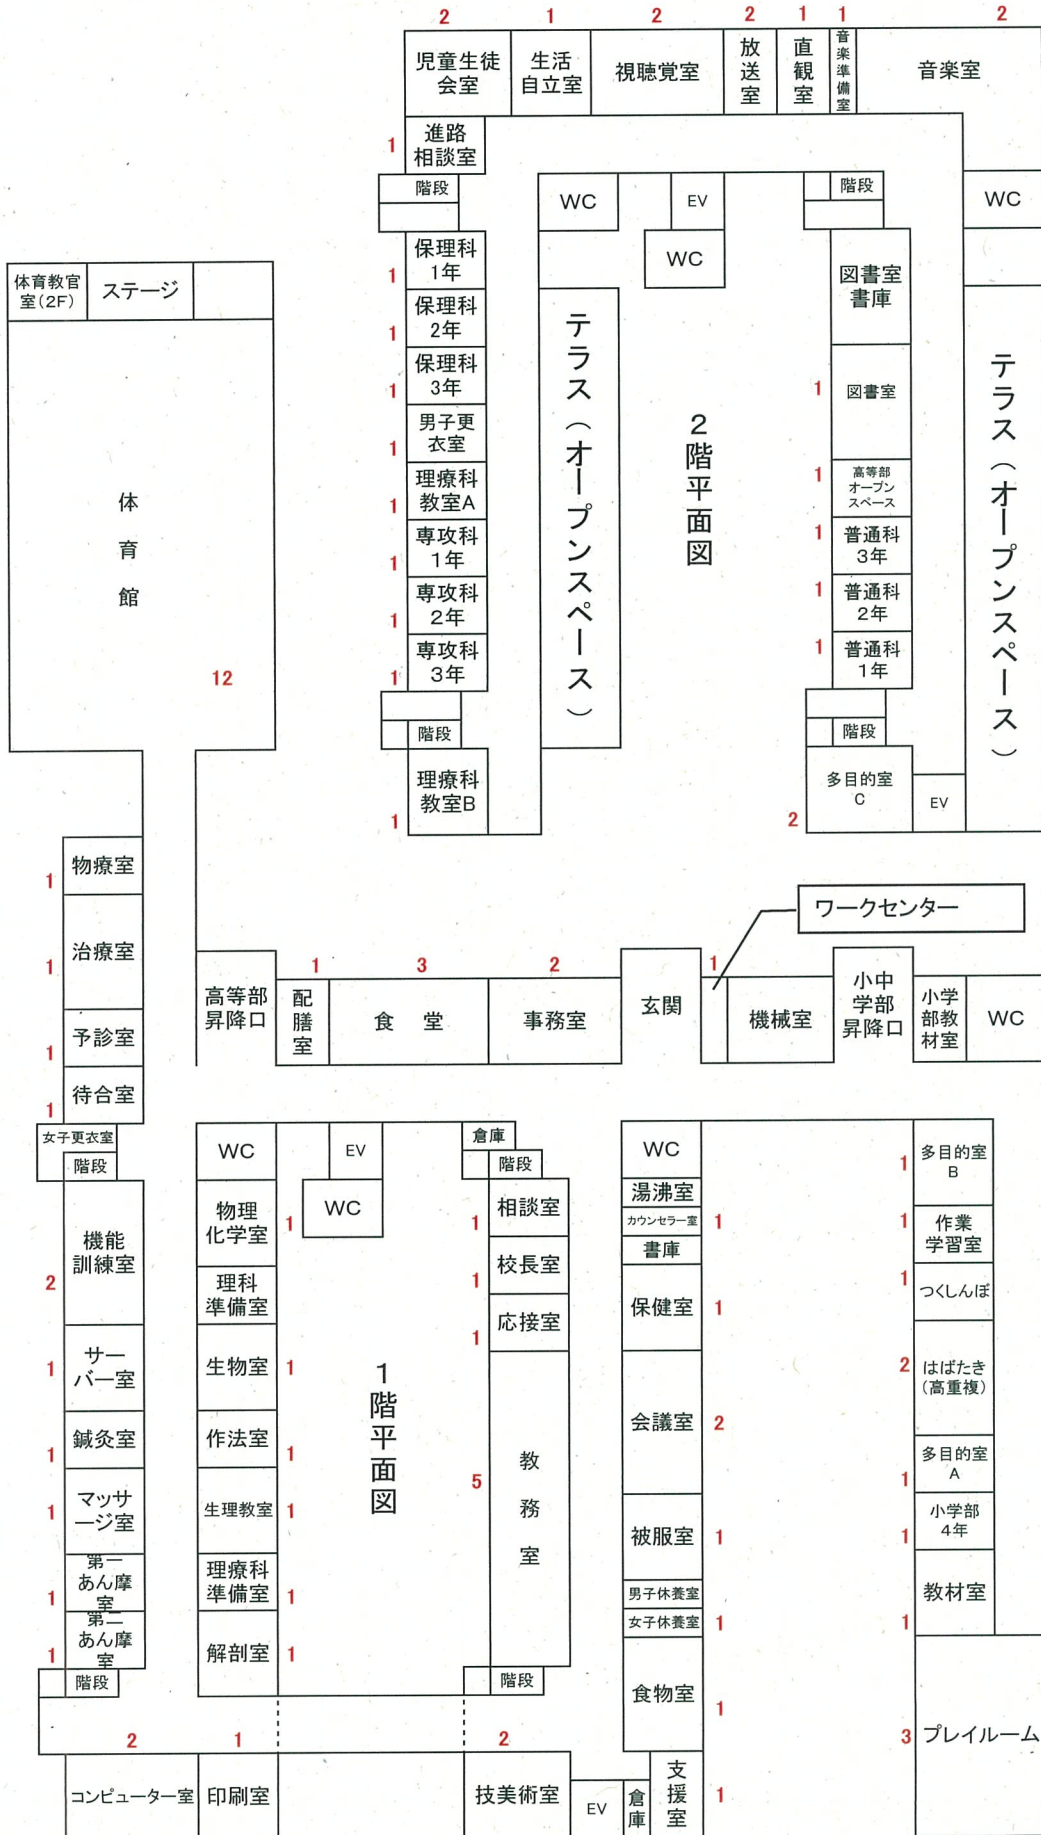 2
1
2
2
1
1
2
児童生徒
会室
生活
自立室
視聴覚室
放送室
直観室
音楽準備室
音楽室
1
進路
相談室
階段
WC
EV
WC
階段
WC
体育教官
室(2F)
ステージ
体育館
12
1
保理科
1年
1
保理科
2年
1
保理科
3年
1
男子更
衣室
1
理療科
教室A
1
専攻科
1年
1
専攻科
2年
1
専攻科
3年
階段
1
理療科
教室B
テラス（オープンスペース）
2階平面図
図書室
書庫
1
図書室
1
高等部
オープン
スペース
1
普通科
3年
1
普通科
2年
1
普通科
1年
階段
2
多目的室
C
EV
テラス（オープンスペース）
ワークセンター
1
物療室
1
治療室
1
予診室
1
待合室
女子更衣室
階段
2
機能
訓練室
1
サー
バー室
1
鍼灸室
1
マッサ
ージ室
1
第一
あん摩
室
1
第二
あん摩
室
階段
高等部
昇降口
1
配膳室
3
食 堂
2
事務室
玄関
1
機械室
小中
学部
昇降口
小学
部教
材室
WC
WC
EV
WC
倉庫
階段
物理
化学室
1
理科
準備室
生物室
1
作法室
1
生理教室
1
理療科
準備室
1
解剖室
1
1階平面図
1
相談室
1
校長室
1
応接室
5
教務室
階段
WC
湯沸室
カウンセラー室
1
書庫
保健室
1
会議室
2
被服室
1
男子休養室
女子休養室
1
食物室
1
支援室
1
1
多目的室
B
1
作業
学習室
1
つくしんぼ
2
はばたき
（高重複）
1
多目的室
A
1
小学部
4年
1
教材室
3
プレイルーム
2
コンピューター室
1
印刷室
2
技美術室
EV
倉庫